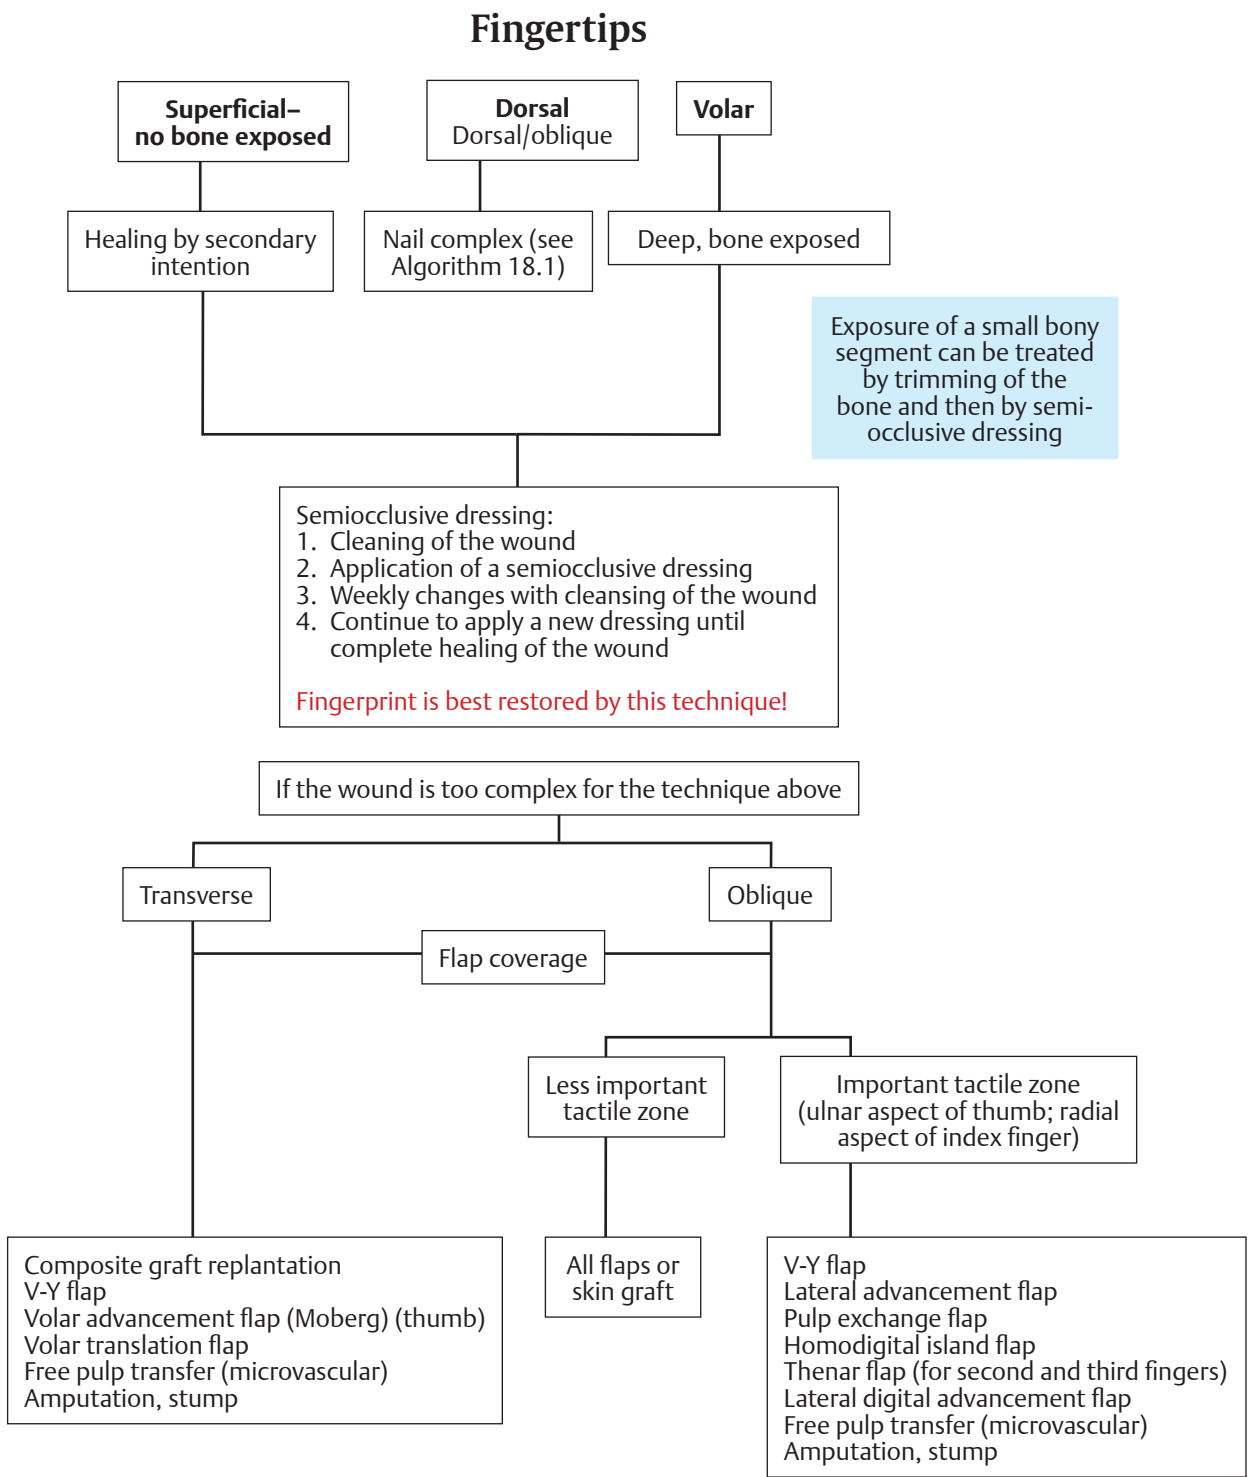 Fingertips
Superficial–
no bone exposed
Dorsal
Dorsal/oblique
Volar
Healing by secondary
intention
Nail complex (see
Algorithm 18.1)
Deep, bone exposed
Exposure of a small bony
segment can be treated
by trimming of the
bone and then by semi-
occlusive dressing
Semiocclusive dressing:
1. Cleaning of the wound
2. Application of a semiocclusive dressing
3. Weekly changes with cleansing of the wound
4. Continue to apply a new dressing until
complete healing of the wound
Fingerprint is best restored by this technique!
If the wound is too complex for the technique above
Transverse
Oblique
Flap coverage
Less important
tactile zone
Important tactile zone
(ulnar aspect of thumb; radial
aspect of index finger)
Composite graft replantation
V-Y flap
Volar advancement flap (Moberg) (thumb)
Volar translation flap
Free pulp transfer (microvascular)
Amputation, stump
All flaps or
skin graft
V-Y flap
Lateral advancement flap
Pulp exchange flap
Homodigital island flap
Thenar flap (for second and third fingers)
Lateral digital advancement flap
Free pulp transfer (microvascular)
Amputation, stump